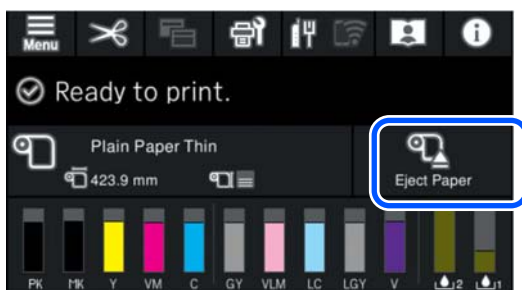 Menu
Ready to print.
Plain Paper Thin
423.9 mm
Eject Paper
PK MK Y VM C GY VLM LC LGY V 2 1